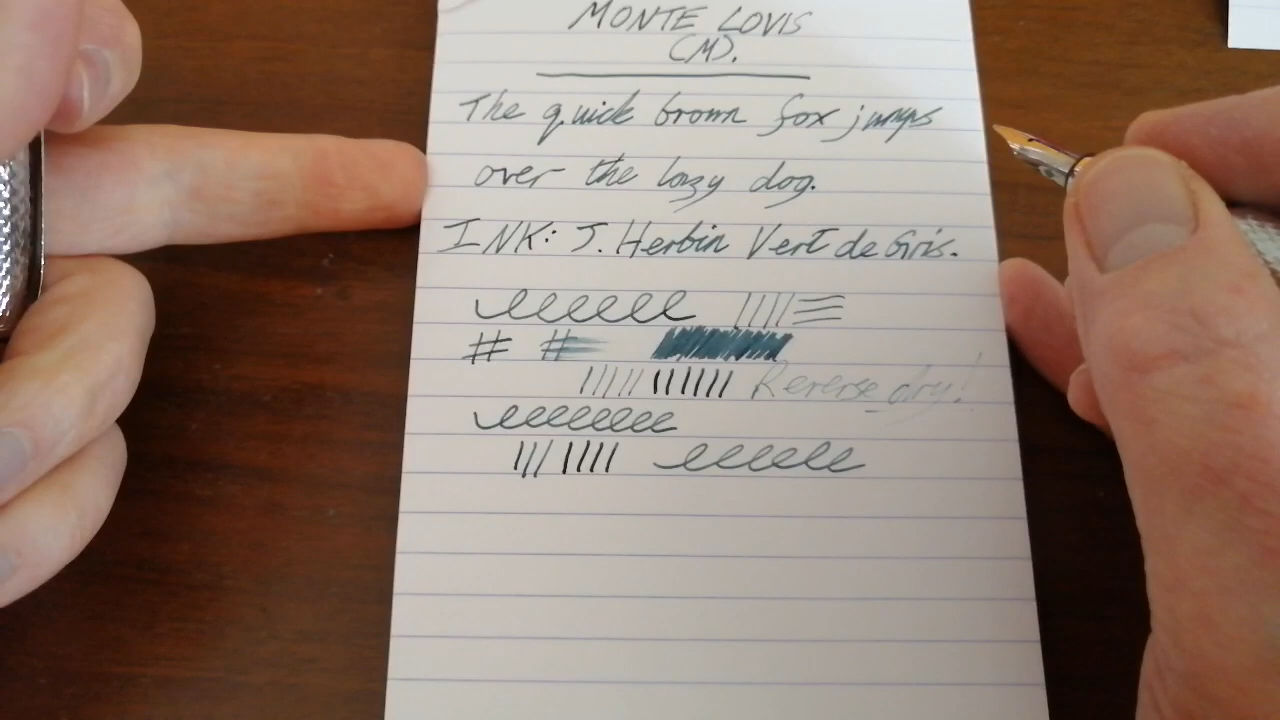 MONTE LOVIS
(M).
The quick brown fox jumps
over the lazy dog.
INK: J. Herbin Vert de Gris.
# #
Reverse dry!